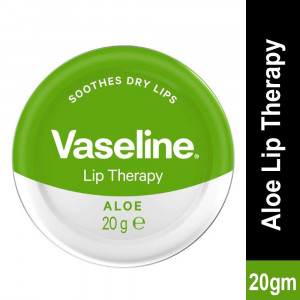 SOOTHES DRY LIPS
Vaseline®
Lip Therapy
ALOE
20 g ℮
Aloe Lip Therapy
20gm